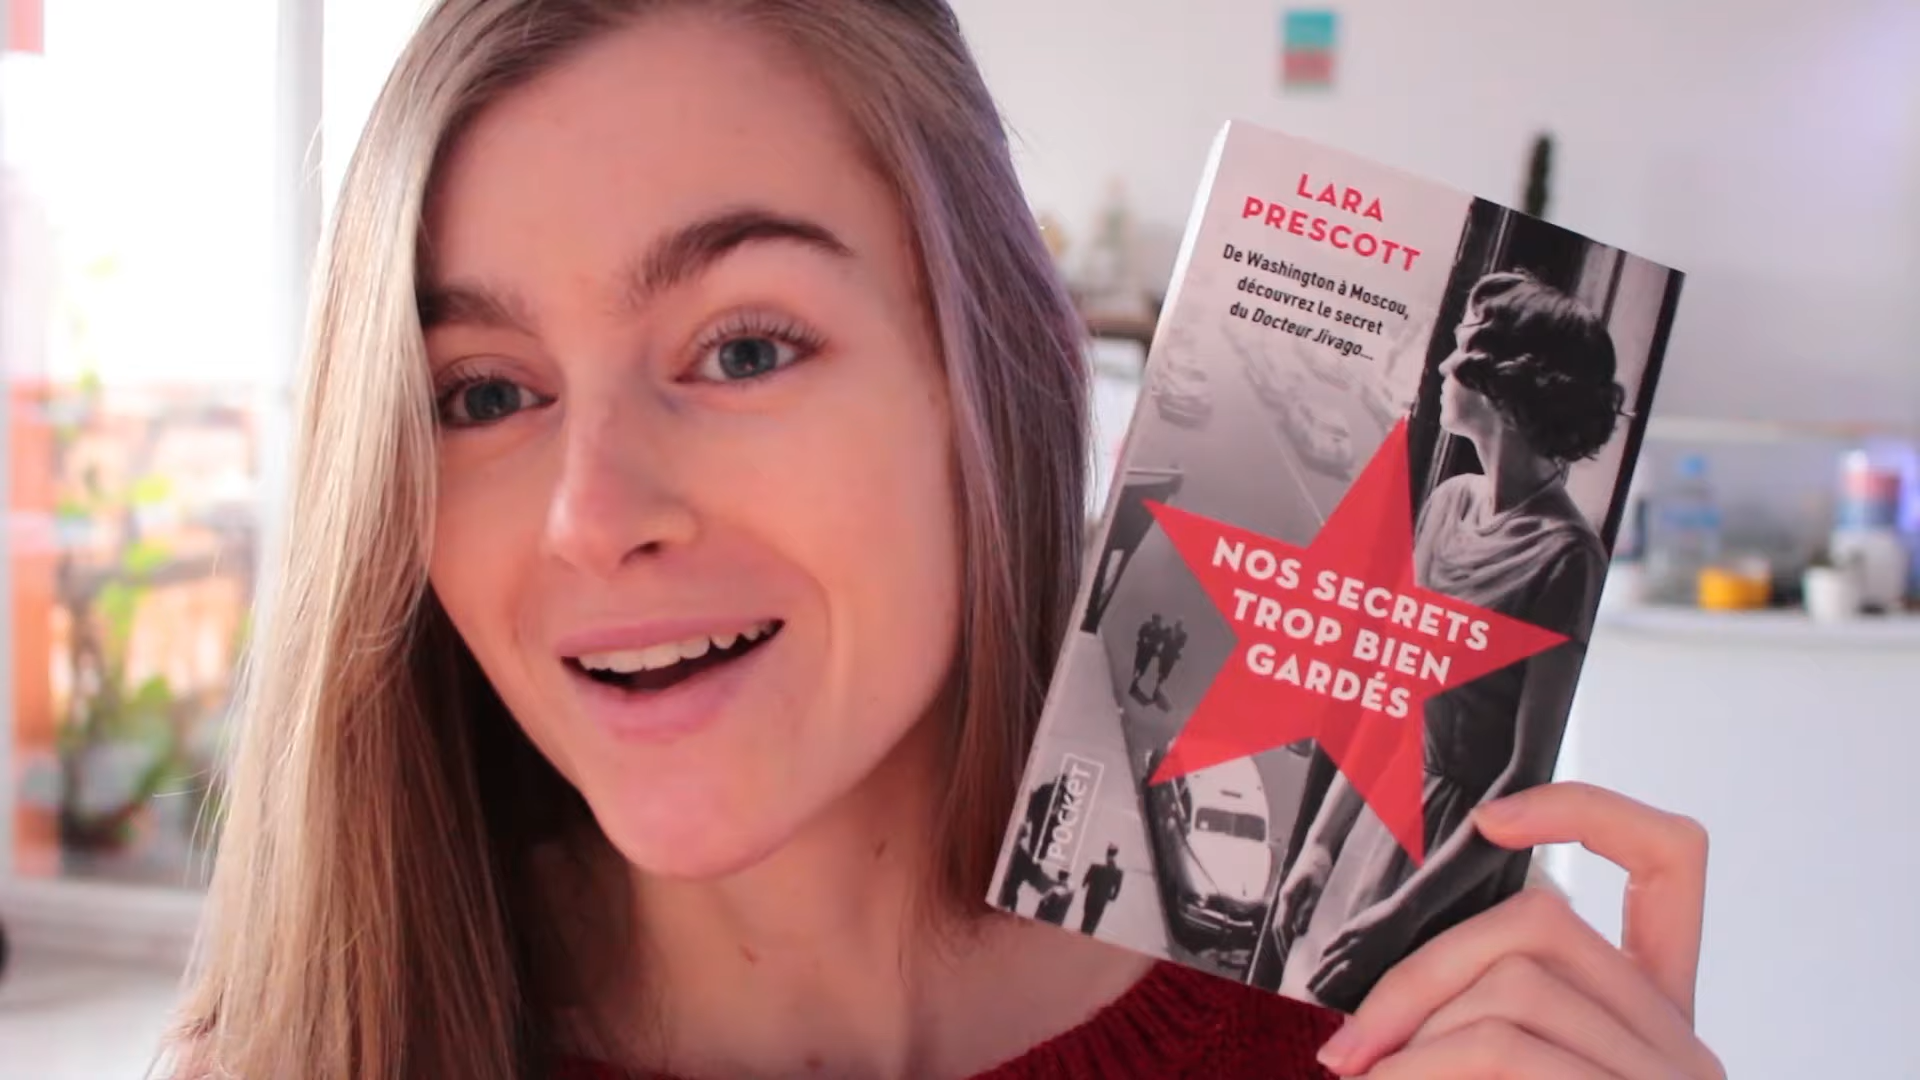 LARA
PRESCOTT
De Washington à Moscou,
découvrez le secret
du Docteur Jivago...
NOS SECRETS
TROP BIEN
GARDÉS
POCKET